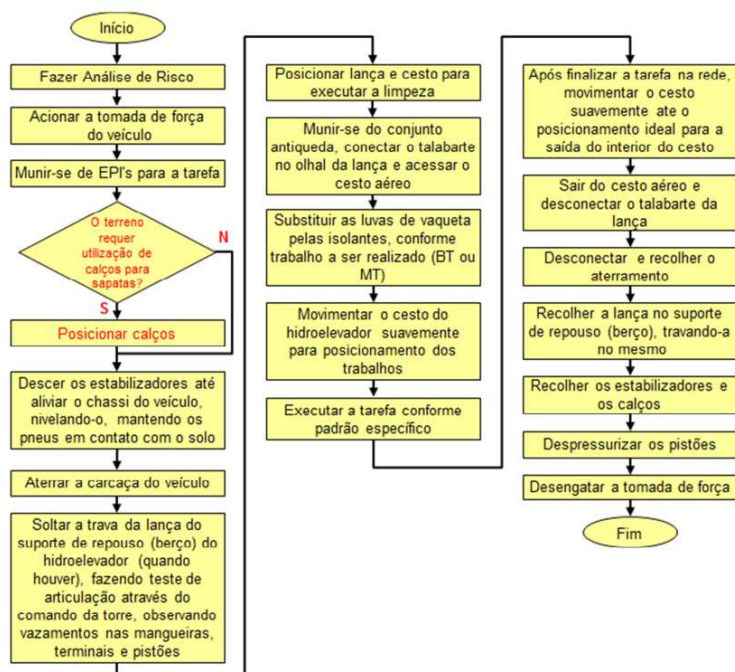 Início
Fazer Análise de Risco
Acionar a tomada de força
do veículo
Munir-se de EPI's para a tarefa
O terreno
requer
utilização de
calços para
sapatas?
N
S
Posicionar calços
Descer os estabilizadores até
aliviar o chassi do veículo,
nivelando-o, mantendo os
pneus em contato com o solo
Aterrar a carcaça do veículo
Soltar a trava da lança do
suporte de repouso (berço) do
hidroelevador (quando
houver), fazendo teste de
articulação através do
comando da torre, observando
vazamentos nas mangueiras,
terminais e pistões
Posicionar lança e cesto para
executar a limpeza
Munir-se do conjunto
antiqueda, conectar o talabarte
no olhal da lança e acessar o
cesto aéreo
Substituir as luvas de vaqueta
pelas isolantes, conforme
trabalho a ser realizado (BT ou
MT)
Movimentar o cesto do
hidroelevador suavemente
para posicionamento dos
trabalhos
Executar a tarefa conforme
padrão específico
Após finalizar a tarefa na rede,
movimentar o cesto
suavemente ate o
posicionamento ideal para a
saída do interior do cesto
Sair do cesto aéreo e
desconectar o talabarte da
lança
Desconectar e recolher o
aterramento
Recolher a lança no suporte
de repouso (berço), travando-a
no mesmo
Recolher os estabilizadores e
os calços
Despressurizar os pistões
Desengatar a tomada de força
Fim